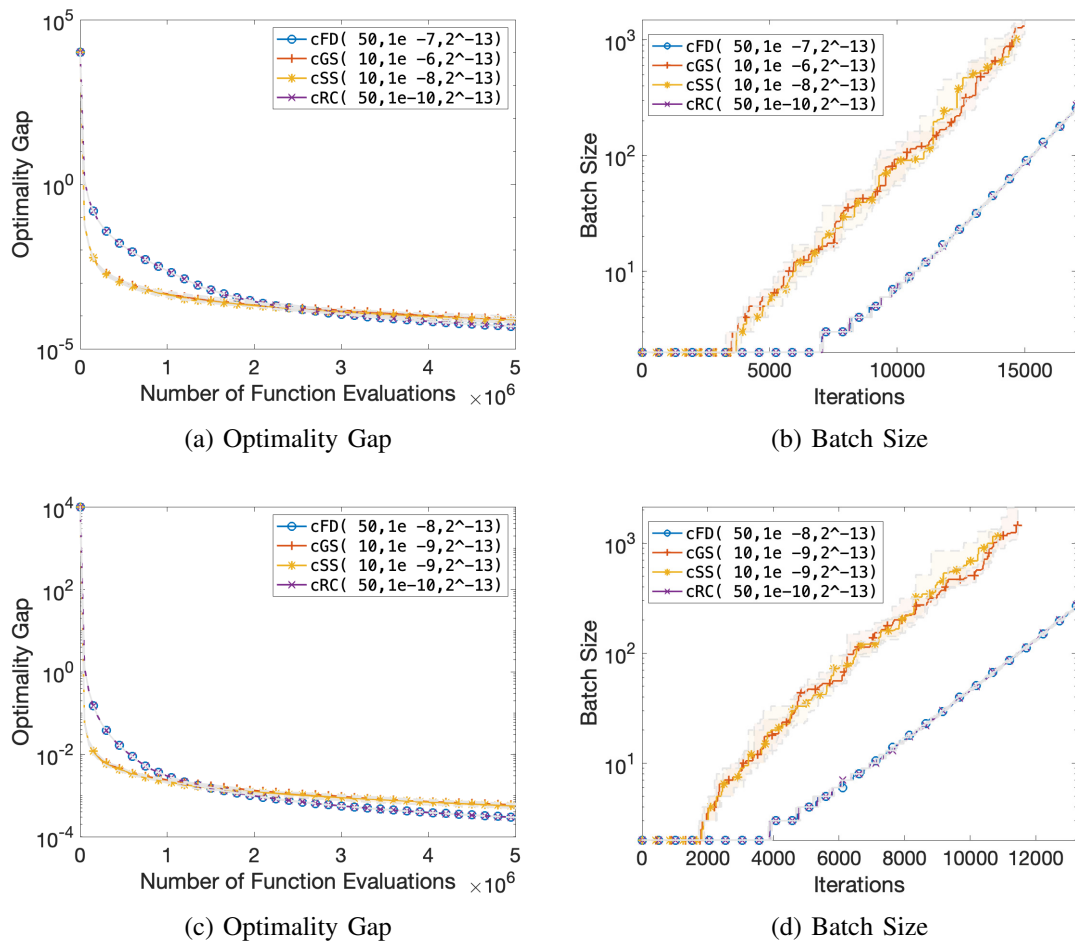 10^5
10^0
10^-5
Optimality Gap
cFD( 50,1e -7,2^-13)
cGS( 10,1e -6,2^-13)
cSS( 10,1e -8,2^-13)
cRC( 50,1e-10,2^-13)
0 1 2 3 4 5
Number of Function Evaluations ×10^6
(a) Optimality Gap
10^3
10^2
10^1
Batch Size
cFD( 50,1e -7,2^-13)
cGS( 10,1e -6,2^-13)
cSS( 10,1e -8,2^-13)
cRC( 50,1e-10,2^-13)
0 5000 10000 15000
Iterations
(b) Batch Size
10^4
10^2
10^0
10^-2
10^-4
Optimality Gap
cFD( 50,1e -8,2^-13)
cGS( 10,1e -9,2^-13)
cSS( 10,1e -9,2^-13)
cRC( 50,1e-10,2^-13)
0 1 2 3 4 5
Number of Function Evaluations ×10^6
(c) Optimality Gap
10^3
10^2
10^1
Batch Size
cFD( 50,1e -8,2^-13)
cGS( 10,1e -9,2^-13)
cSS( 10,1e -9,2^-13)
cRC( 50,1e-10,2^-13)
0 2000 4000 6000 8000 10000 12000
Iterations
(d) Batch Size